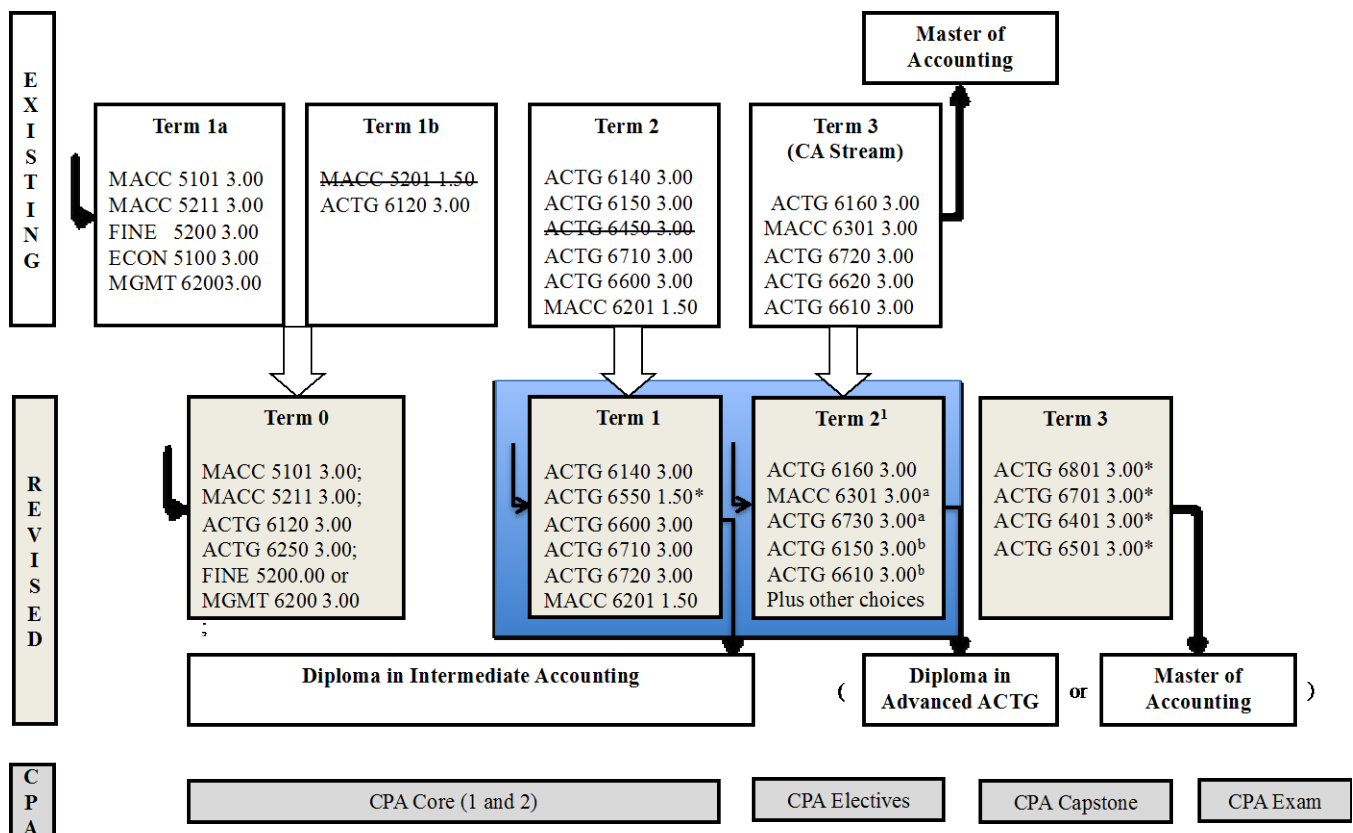 EXISTING
Master of
Accounting
Term 1a
MACC 5101 3.00
MACC 5211 3.00
FINE 5200 3.00
ECON 5100 3.00
MGMT 62003.00
Term 1b
MACC 5201 1.50
ACTG 6120 3.00
Term 2
ACTG 6140 3.00
ACTG 6150 3.00
ACTG 6450 3.00
ACTG 6710 3.00
ACTG 6600 3.00
MACC 6201 1.50
Term 3
(CA Stream)
ACTG 6160 3.00
MACC 6301 3.00
ACTG 6720 3.00
ACTG 6620 3.00
ACTG 6610 3.00
REVISED
Term 0
MACC 5101 3.00;
MACC 5211 3.00;
ACTG 6120 3.00
ACTG 6250 3.00;
FINE 5200.00 or
MGMT 6200 3.00
;
Term 1
ACTG 6140 3.00
ACTG 6550 1.50*
ACTG 6600 3.00
ACTG 6710 3.00
ACTG 6720 3.00
MACC 6201 1.50
Term 2¹
ACTG 6160 3.00
MACC 6301 3.00ᵃ
ACTG 6730 3.00ᵃ
ACTG 6150 3.00ᵇ
ACTG 6610 3.00ᵇ
Plus other choices
Term 3
ACTG 6801 3.00*
ACTG 6701 3.00*
ACTG 6401 3.00*
ACTG 6501 3.00*
Diploma in Intermediate Accounting
(
Diploma in
Advanced ACTG
or
Master of
Accounting
)
CPA
CPA Core (1 and 2)
CPA Electives
CPA Capstone
CPA Exam